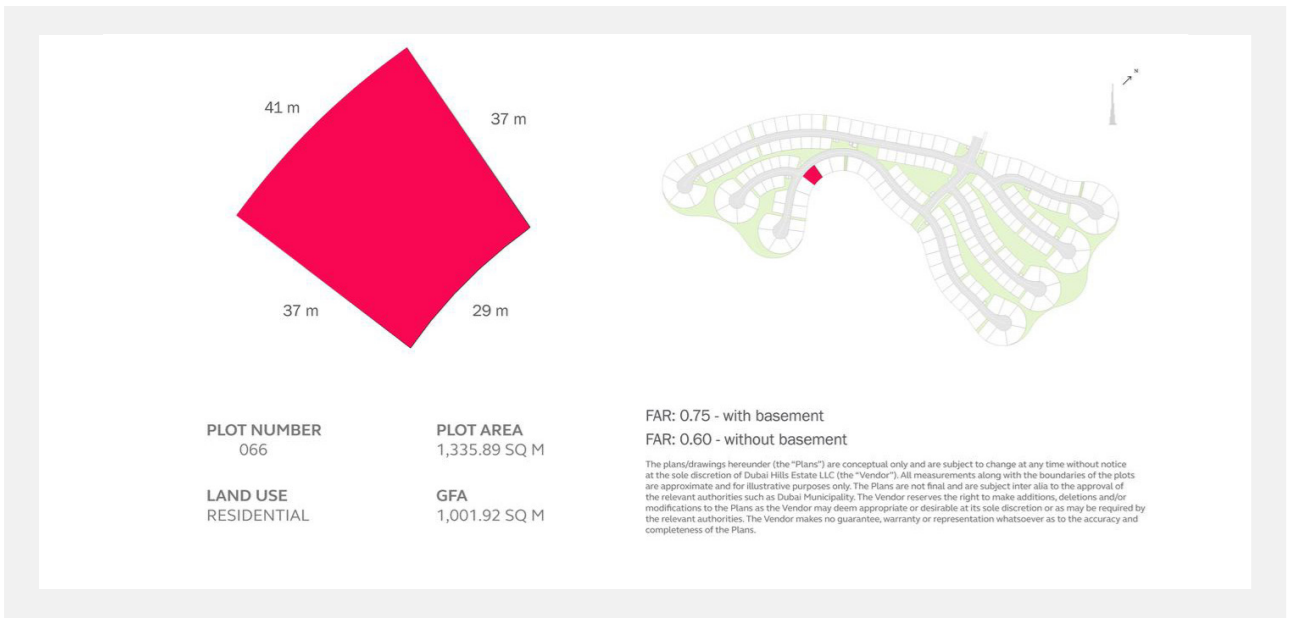 41 m
37 m
37 m
29 m
N
PLOT NUMBER
066
PLOT AREA
1,335.89 SQ M
LAND USE
RESIDENTIAL
GFA
1,001.92 SQ M
FAR: 0.75 - with basement
FAR: 0.60 - without basement
The plans/drawings hereunder (the "Plans") are conceptual only and are subject to change at any time without notice
at the sole discretion of Dubai Hills Estate LLC (the "Vendor"). All measurements along with the boundaries of the plots
are approximate and for illustrative purposes only. The Plans are not final and are subject inter alia to the approval of
the relevant authorities such as Dubai Municipality. The Vendor reserves the right to make additions, deletions and/or
modifications to the Plans as the Vendor may deem appropriate or desirable at its sole discretion or as may be required by
the relevant authorities. The Vendor makes no guarantee, warranty or representation whatsoever as to the accuracy and
completeness of the Plans.